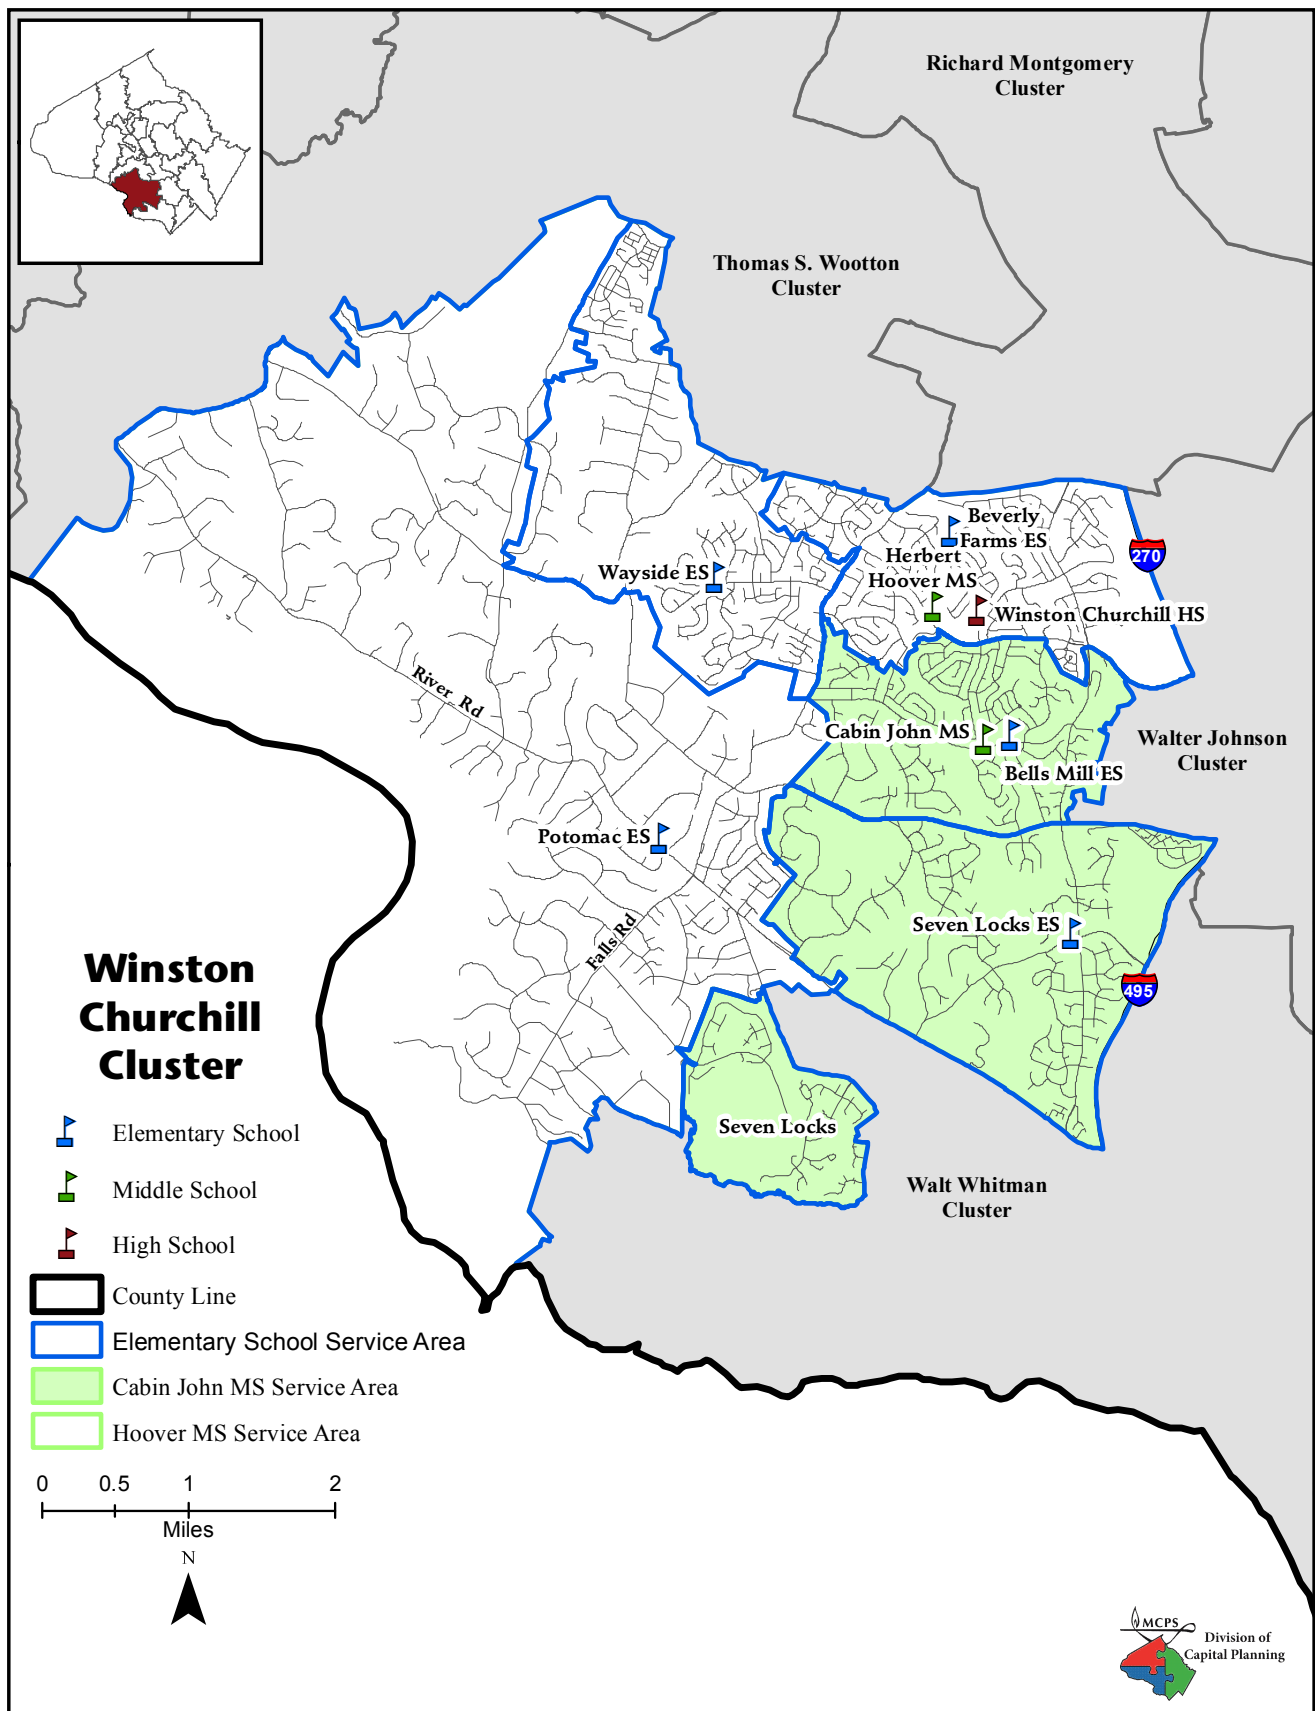 Richard Montgomery
Cluster
Thomas S. Wootton
Cluster
Beverly
Farms ES
Herbert
Hoover MS
270
Wayside ES
Winston Churchill HS
River Rd
Cabin John MS
Bells Mill ES
Walter Johnson
Cluster
Potomac ES
Falls Rd
Seven Locks ES
495
Seven Locks
Walt Whitman
Cluster
Winston
Churchill
Cluster
Elementary School
Middle School
High School
County Line
Elementary School Service Area
Cabin John MS Service Area
Hoover MS Service Area
0 0.5 1 2
Miles
N
MCPS
Division of
Capital Planning